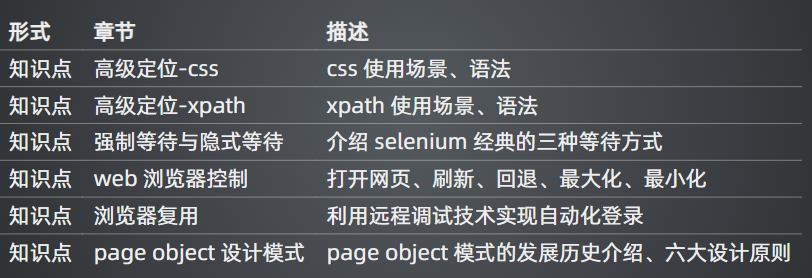 形式 章节 描述
知识点 高级定位-css css 使用场景、语法
知识点 高级定位-xpath xpath 使用场景、语法
知识点 强制等待与隐式等待 介绍 selenium 经典的三种等待方式
知识点 web 浏览器控制 打开网页、刷新、回退、最大化、最小化
知识点 浏览器复用 利用远程调试技术实现自动化登录
知识点 page object 设计模式 page object 模式的发展历史介绍、六大设计原则